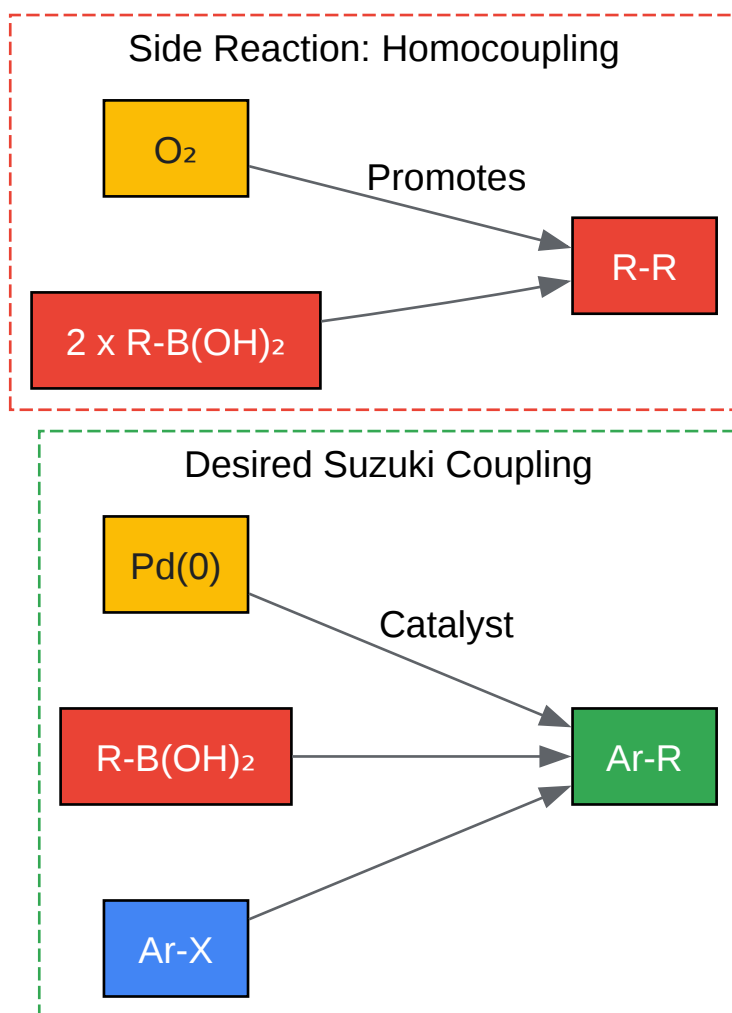 Side Reaction: Homocoupling
O₂
Promotes
R-R
2 x R-B(OH)₂
Desired Suzuki Coupling
Pd(0)
Catalyst
R-B(OH)₂
Ar-R
Ar-X